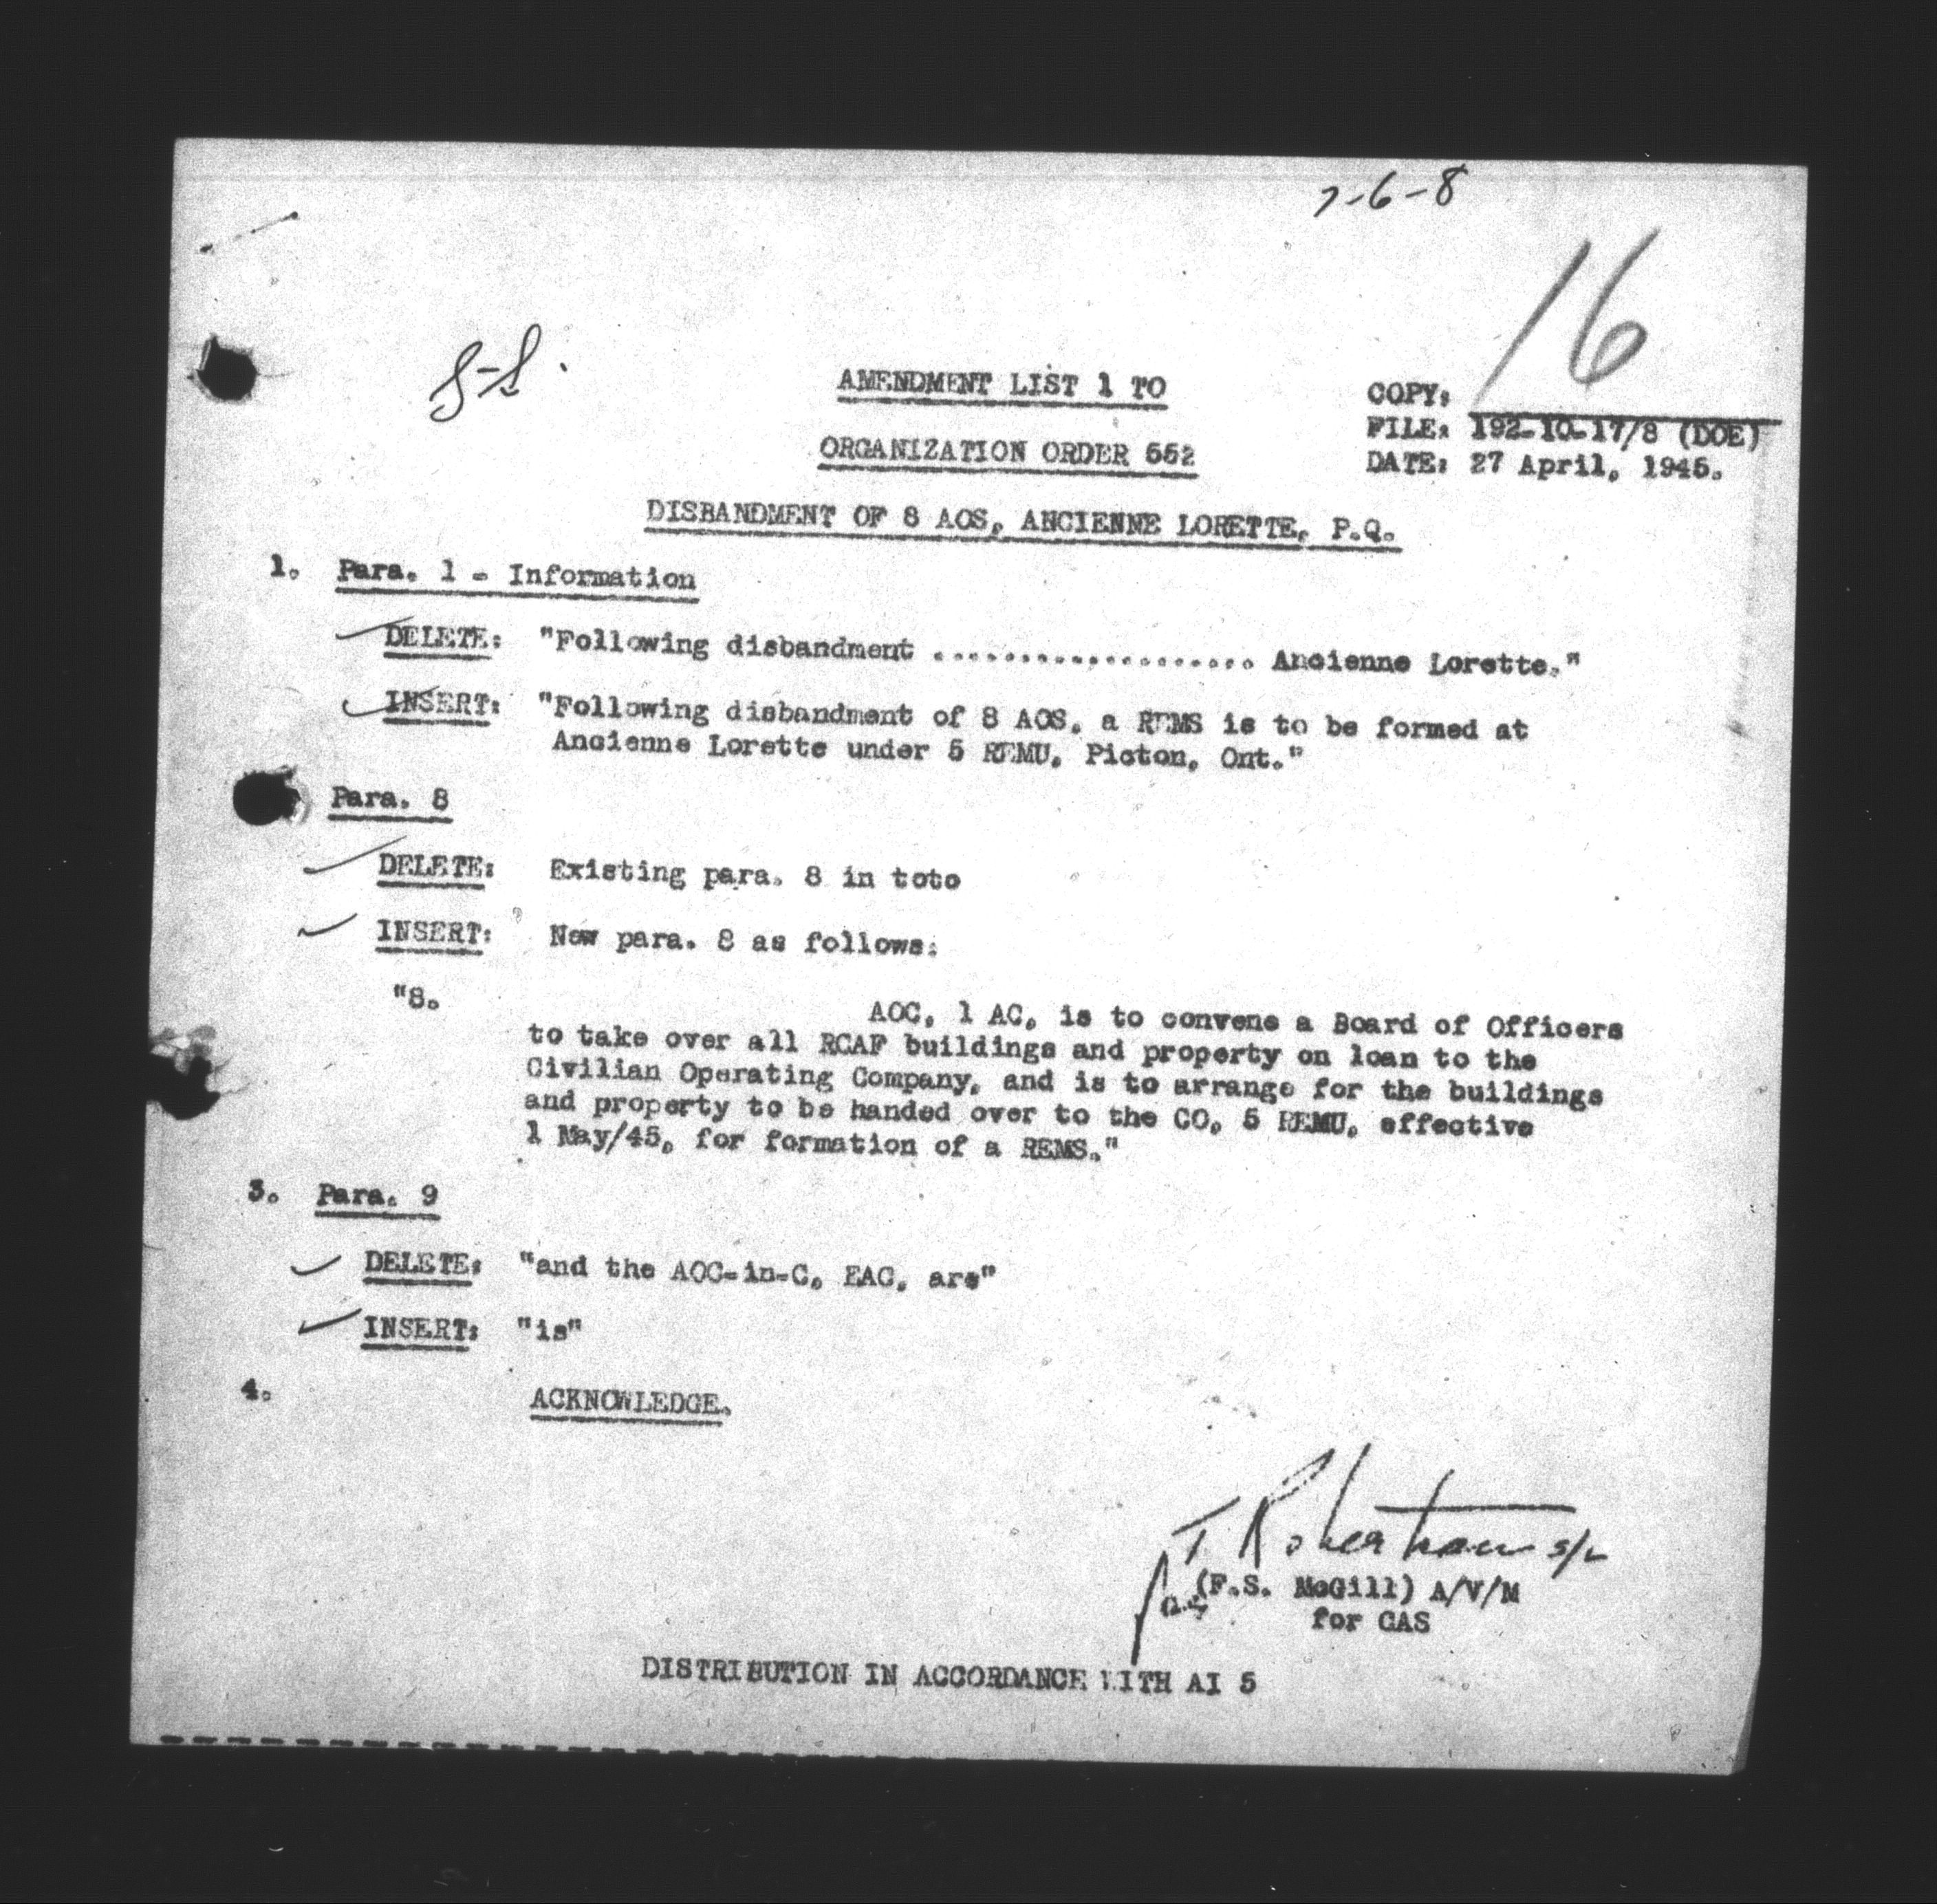 7-6-8
16
8-8.
AMENDMENT LIST 1 TO
COPY:
ORGANIZATION ORDER 552
FILE: 192-10-17/8 (DOE)
DATE: 27 April, 1945.
DISBANDMENT OF 8 AOS, ANCIENNE LORETTE, P.Q.
1. Para. 1 - Information
DELETE: "Following disbandment .................... Ancienne Lorette."
INSERT: "Following disbandment of 8 AOS, a REMS is to be formed at
Ancienne Lorette under 5 REMU, Picton, Ont."
Para. 8
DELETE: Existing para. 8 in toto
INSERT: New para. 8 as follows:
"8. AOC, 1 AC, is to convene a Board of Officers
to take over all RCAF buildings and property on loan to the
Civilian Operating Company, and is to arrange for the buildings
and property to be handed over to the CO, 5 REMU, effective
1 May/45, for formation of a REMS."
3. Para. 9
DELETE: "and the AOC-in-C, EAC, are"
INSERT: "is"
4. ACKNOWLEDGE.
T Robertson S/L
for (F.S. McGill) A/V/M
for CAS
DISTRIBUTION IN ACCORDANCE WITH AI 5